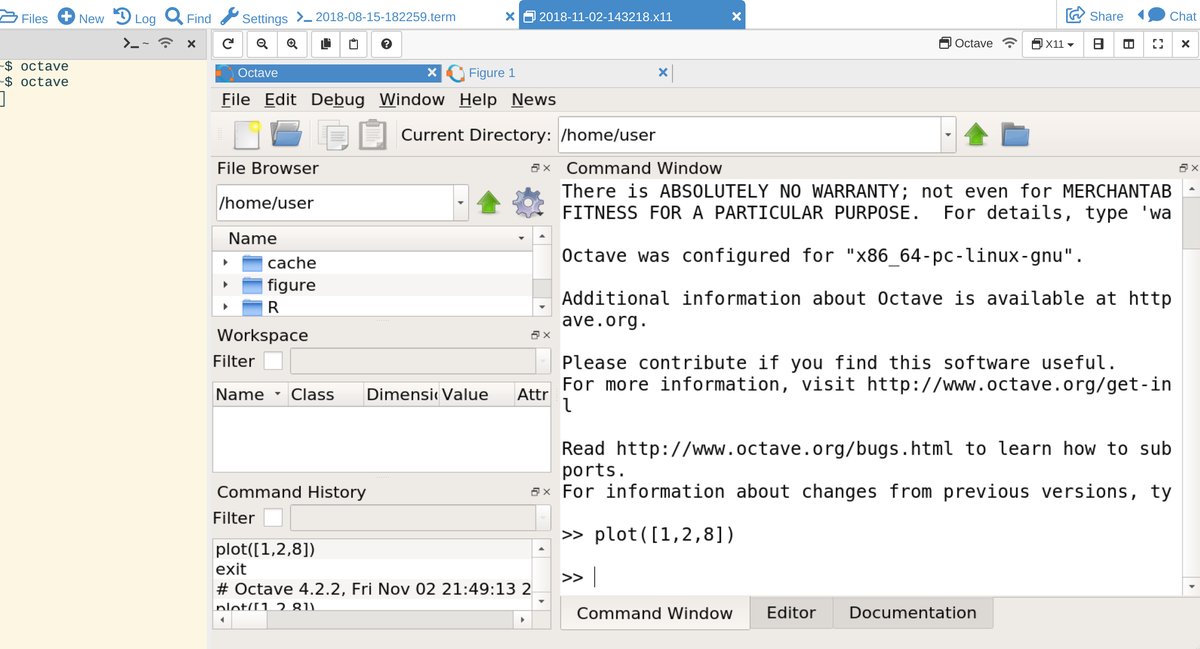 Files New Log Find Settings 2018-08-15-182259.term 2018-11-02-143218.x11 Share Chat
~ Octave X11
~$ octave
~$ octave
Octave Figure 1
File Edit Debug Window Help News
Current Directory: /home/user
File Browser
/home/user
Name
cache
figure
R
Workspace
Filter
Name Class Dimensi Value Attr
Command History
Filter
plot([1,2,8])
exit
# Octave 4.2.2, Fri Nov 02 21:49:13 2
plot([1,2,8])
Command Window
There is ABSOLUTELY NO WARRANTY; not even for MERCHANTAB
FITNESS FOR A PARTICULAR PURPOSE.  For details, type 'wa
Octave was configured for "x86_64-pc-linux-gnu".
Additional information about Octave is available at http
ave.org.
Please contribute if you find this software useful.
For more information, visit http://www.octave.org/get-in
l
Read http://www.octave.org/bugs.html to learn how to sub
ports.
For information about changes from previous versions, ty
>> plot([1,2,8])
>>
Command Window Editor Documentation